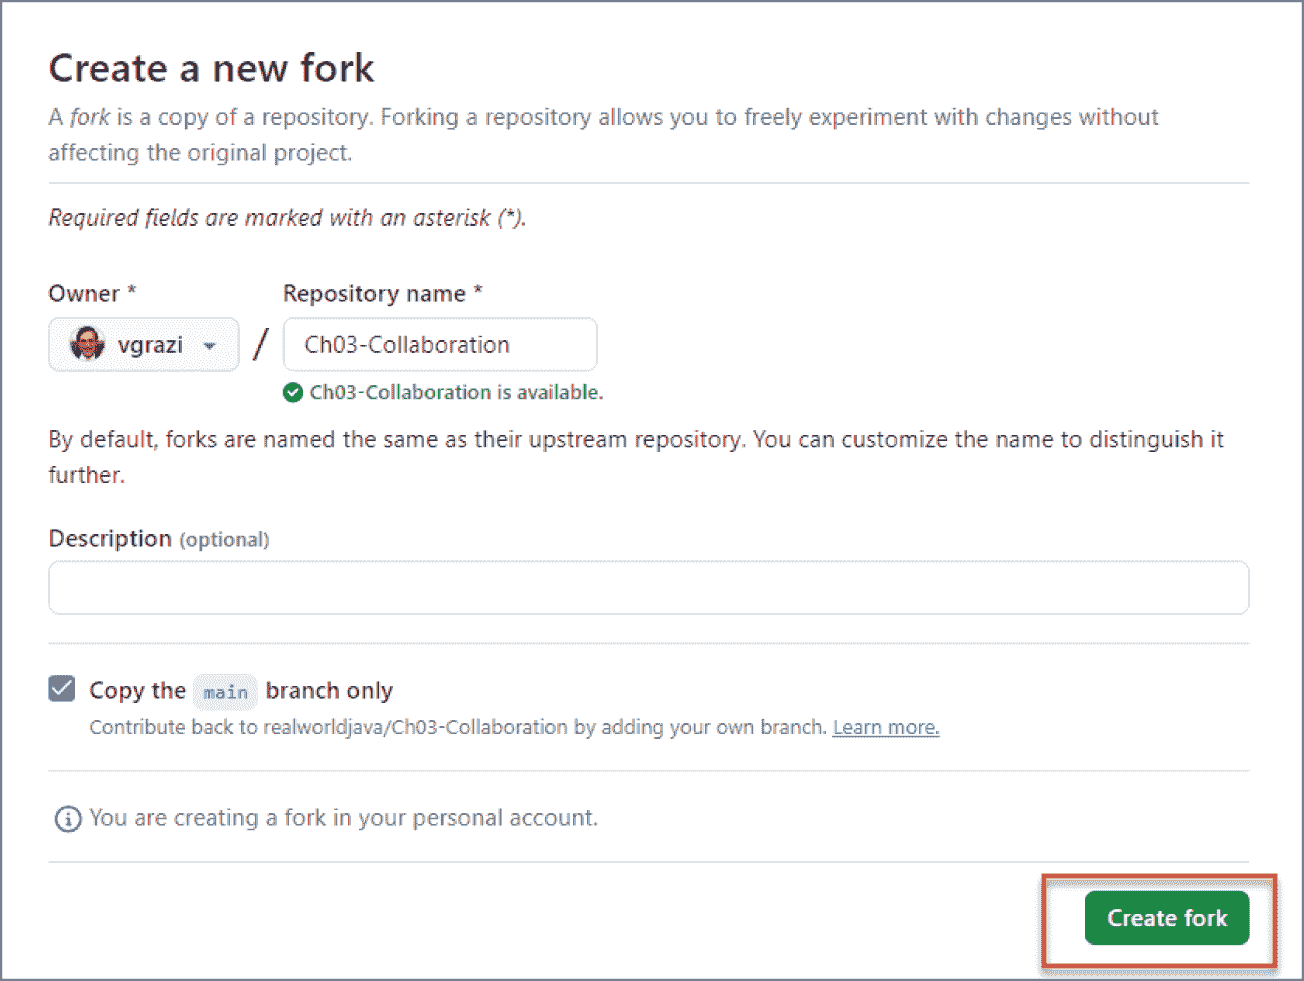 Create a new fork
A fork is a copy of a repository. Forking a repository allows you to freely experiment with changes without
affecting the original project.
Required fields are marked with an asterisk (*).
Owner *
Repository name *
vgrazi
/
Ch03-Collaboration
Ch03-Collaboration is available.
By default, forks are named the same as their upstream repository. You can customize the name to distinguish it
further.
Description (optional)
Copy the main branch only
Contribute back to realworldjava/Ch03-Collaboration by adding your own branch. Learn more.
You are creating a fork in your personal account.
Create fork